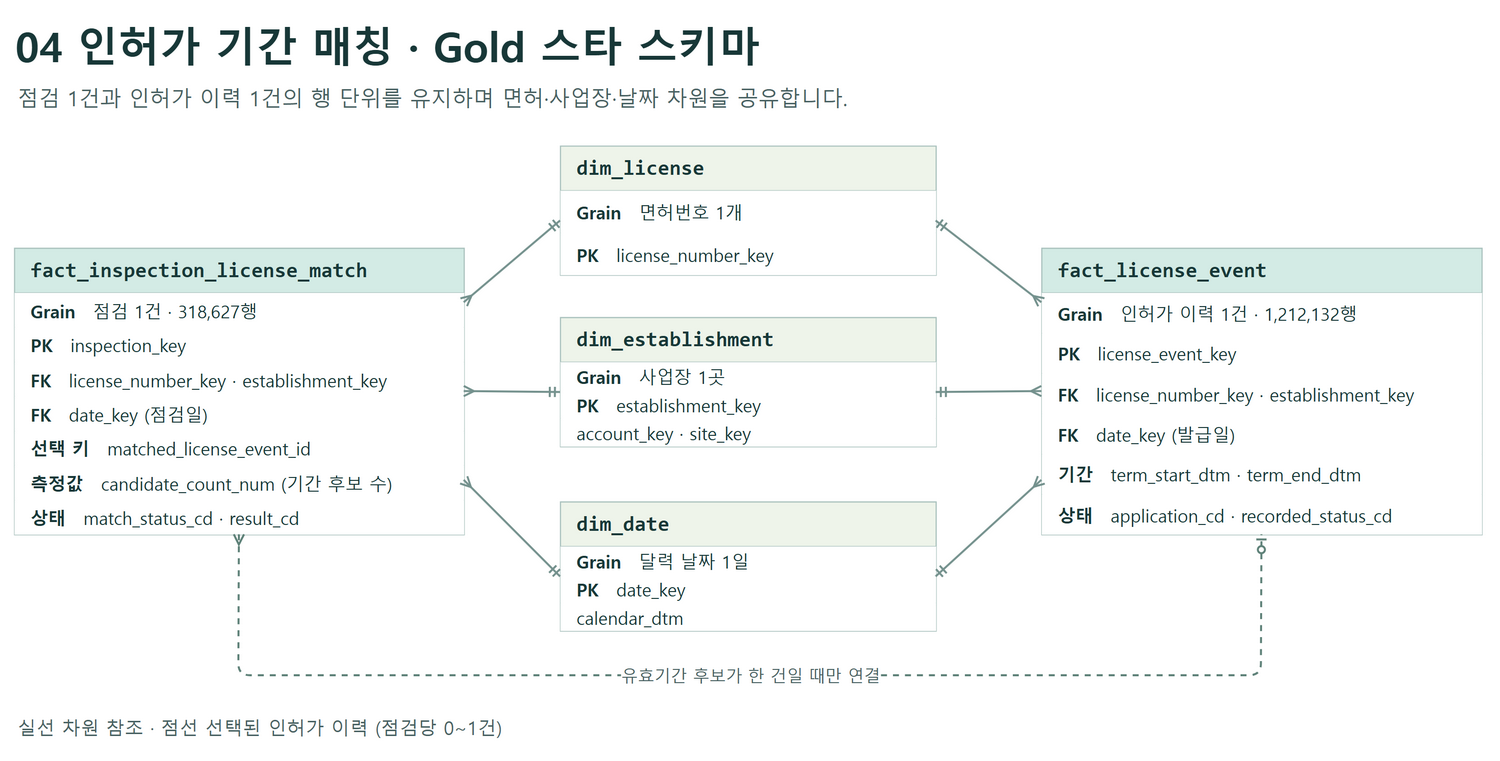 04 인허가 기간 매칭 · Gold 스타 스키마
점검 1건과 인허가 이력 1건의 행 단위를 유지하며 면허·사업장·날짜 차원을 공유합니다.
fact_inspection_license_match
Grain 점검 1건 · 318,627행
PK inspection_key
FK license_number_key · establishment_key
FK date_key (점검일)
선택 키 matched_license_event_id
측정값 candidate_count_num (기간 후보 수)
상태 match_status_cd · result_cd
dim_license
Grain 면허번호 1개
PK license_number_key
dim_establishment
Grain 사업장 1곳
PK establishment_key
account_key · site_key
dim_date
Grain 달력 날짜 1일
PK date_key
calendar_dtm
fact_license_event
Grain 인허가 이력 1건 · 1,212,132행
PK license_event_key
FK license_number_key · establishment_key
FK date_key (발급일)
기간 term_start_dtm · term_end_dtm
상태 application_cd · recorded_status_cd
유효기간 후보가 한 건일 때만 연결
실선 차원 참조 · 점선 선택된 인허가 이력 (점검당 0~1건)